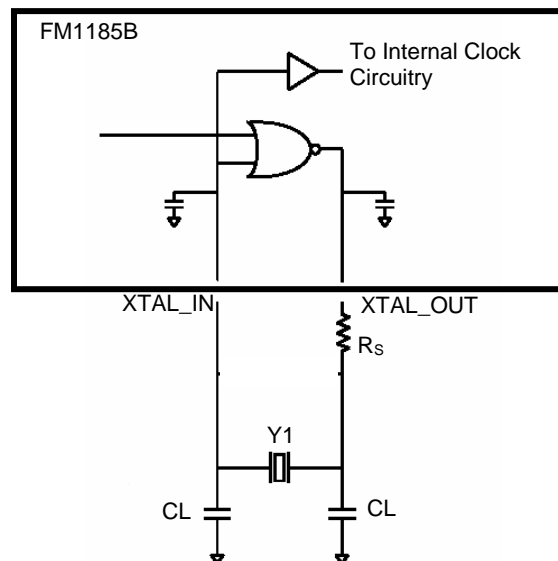 FM1185B
To Internal Clock
Circuitry
XTAL_IN
XTAL_OUT
RS
Y1
CL
CL